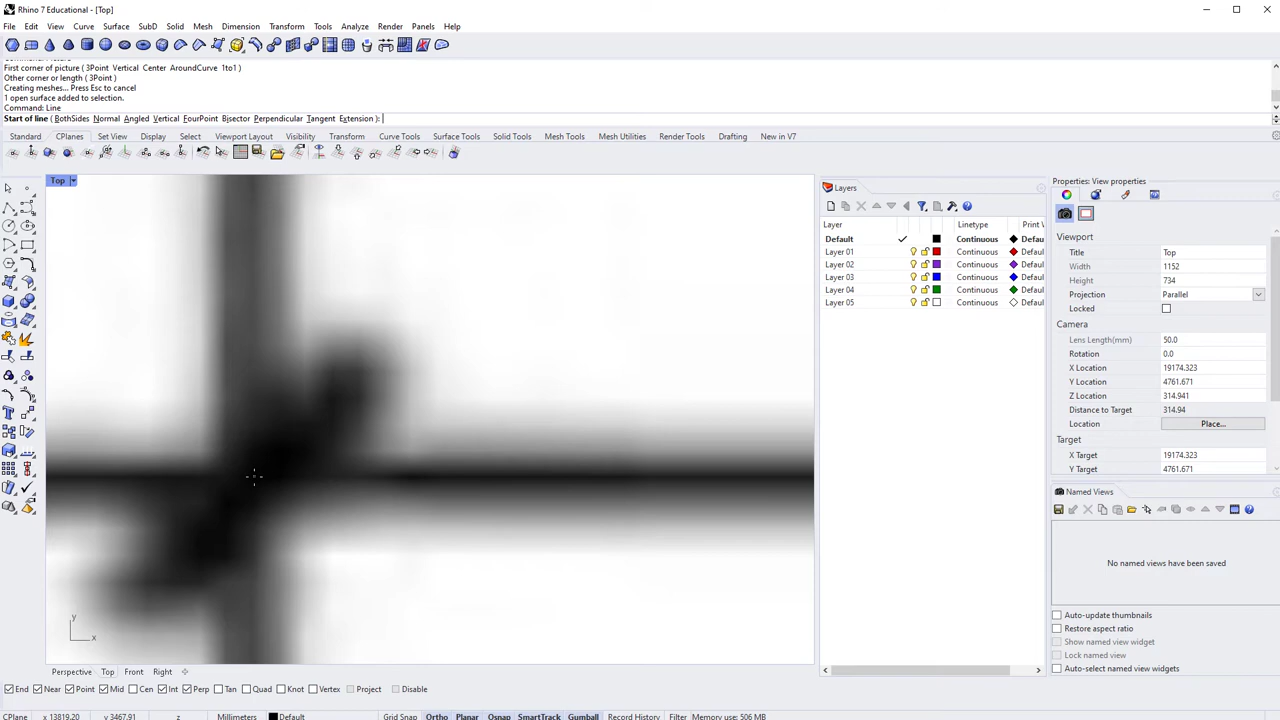 Rhino 7 Educational - [Top]
File Edit View Curve Surface SubD Solid Mesh Dimension Transform Tools Analyze Render Panels Help
First corner of picture ( 3Point Vertical Center AroundCurve 1to1 )
Other corner or length ( 3Point )
Creating meshes... Press Esc to cancel
1 open surface added to selection.
Command: Line
Start of line ( BothSides Normal Angled Vertical FourPoint Bisector Perpendicular Tangent Extension ):
Standard CPlanes Set View Display Select Viewport Layout Visibility Transform Curve Tools Surface Tools Solid Tools Mesh Tools Mesh Utilities Render Tools Drafting New in V7
Top
Layers
Layer Linetype Print V
Default Continuous Defau
Layer 01 Continuous Defau
Layer 02 Continuous Defau
Layer 03 Continuous Defau
Layer 04 Continuous Defau
Layer 05 Continuous Defau
Properties: View properties
Viewport
Title Top
Width 1152
Height 734
Projection Parallel
Locked
Camera
Lens Length(mm) 50.0
Rotation 0.0
X Location 19174.323
Y Location 4761.671
Z Location 314.941
Distance to Target 314.94
Location Place...
Target
X Target 19174.323
Y Target 4761.671
Named Views
No named views have been saved
Auto-update thumbnails
Restore aspect ratio
Show named view widget
Lock named view
Auto-select named view widgets
y
x
Perspective Top Front Right
End Near Point Mid Cen Int Perp Tan Quad Knot Vertex Project Disable
CPlane x 13819.20 y 3467.91 z Millimeters Default Grid Snap Ortho Planar Osnap SmartTrack Gumball Record History Filter Memory use: 506 MB